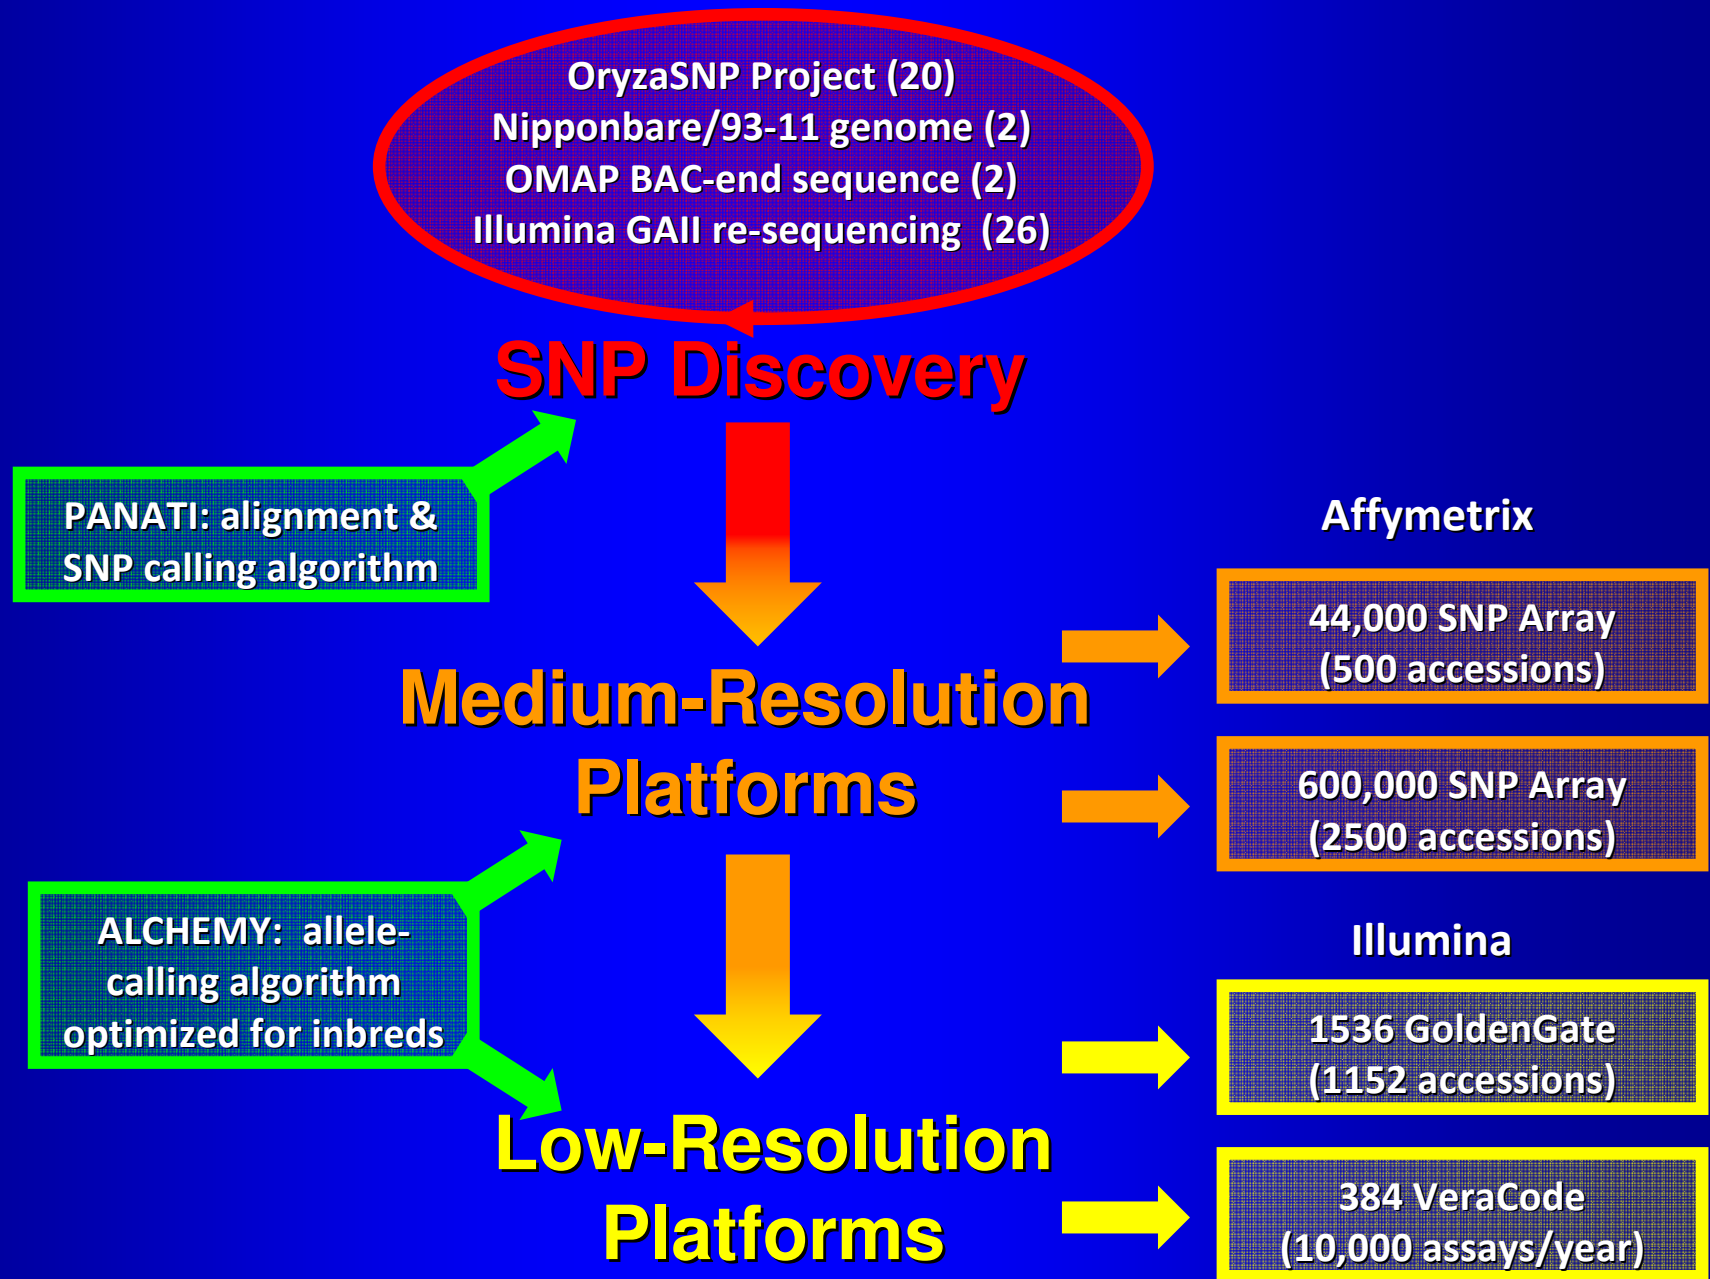 OryzaSNP Project (20)
Nipponbare/93-11 genome (2)
OMAP BAC-end sequence (2)
Illumina GAII re-sequencing  (26)
SNP Discovery
PANATI: alignment &
SNP calling algorithm
Affymetrix
44,000 SNP Array
(500 accessions)
Medium-Resolution
Platforms
600,000 SNP Array
(2500 accessions)
ALCHEMY:  allele-
calling algorithm
optimized for inbreds
Illumina
1536 GoldenGate
(1152 accessions)
Low-Resolution
Platforms
384 VeraCode
(10,000 assays/year)